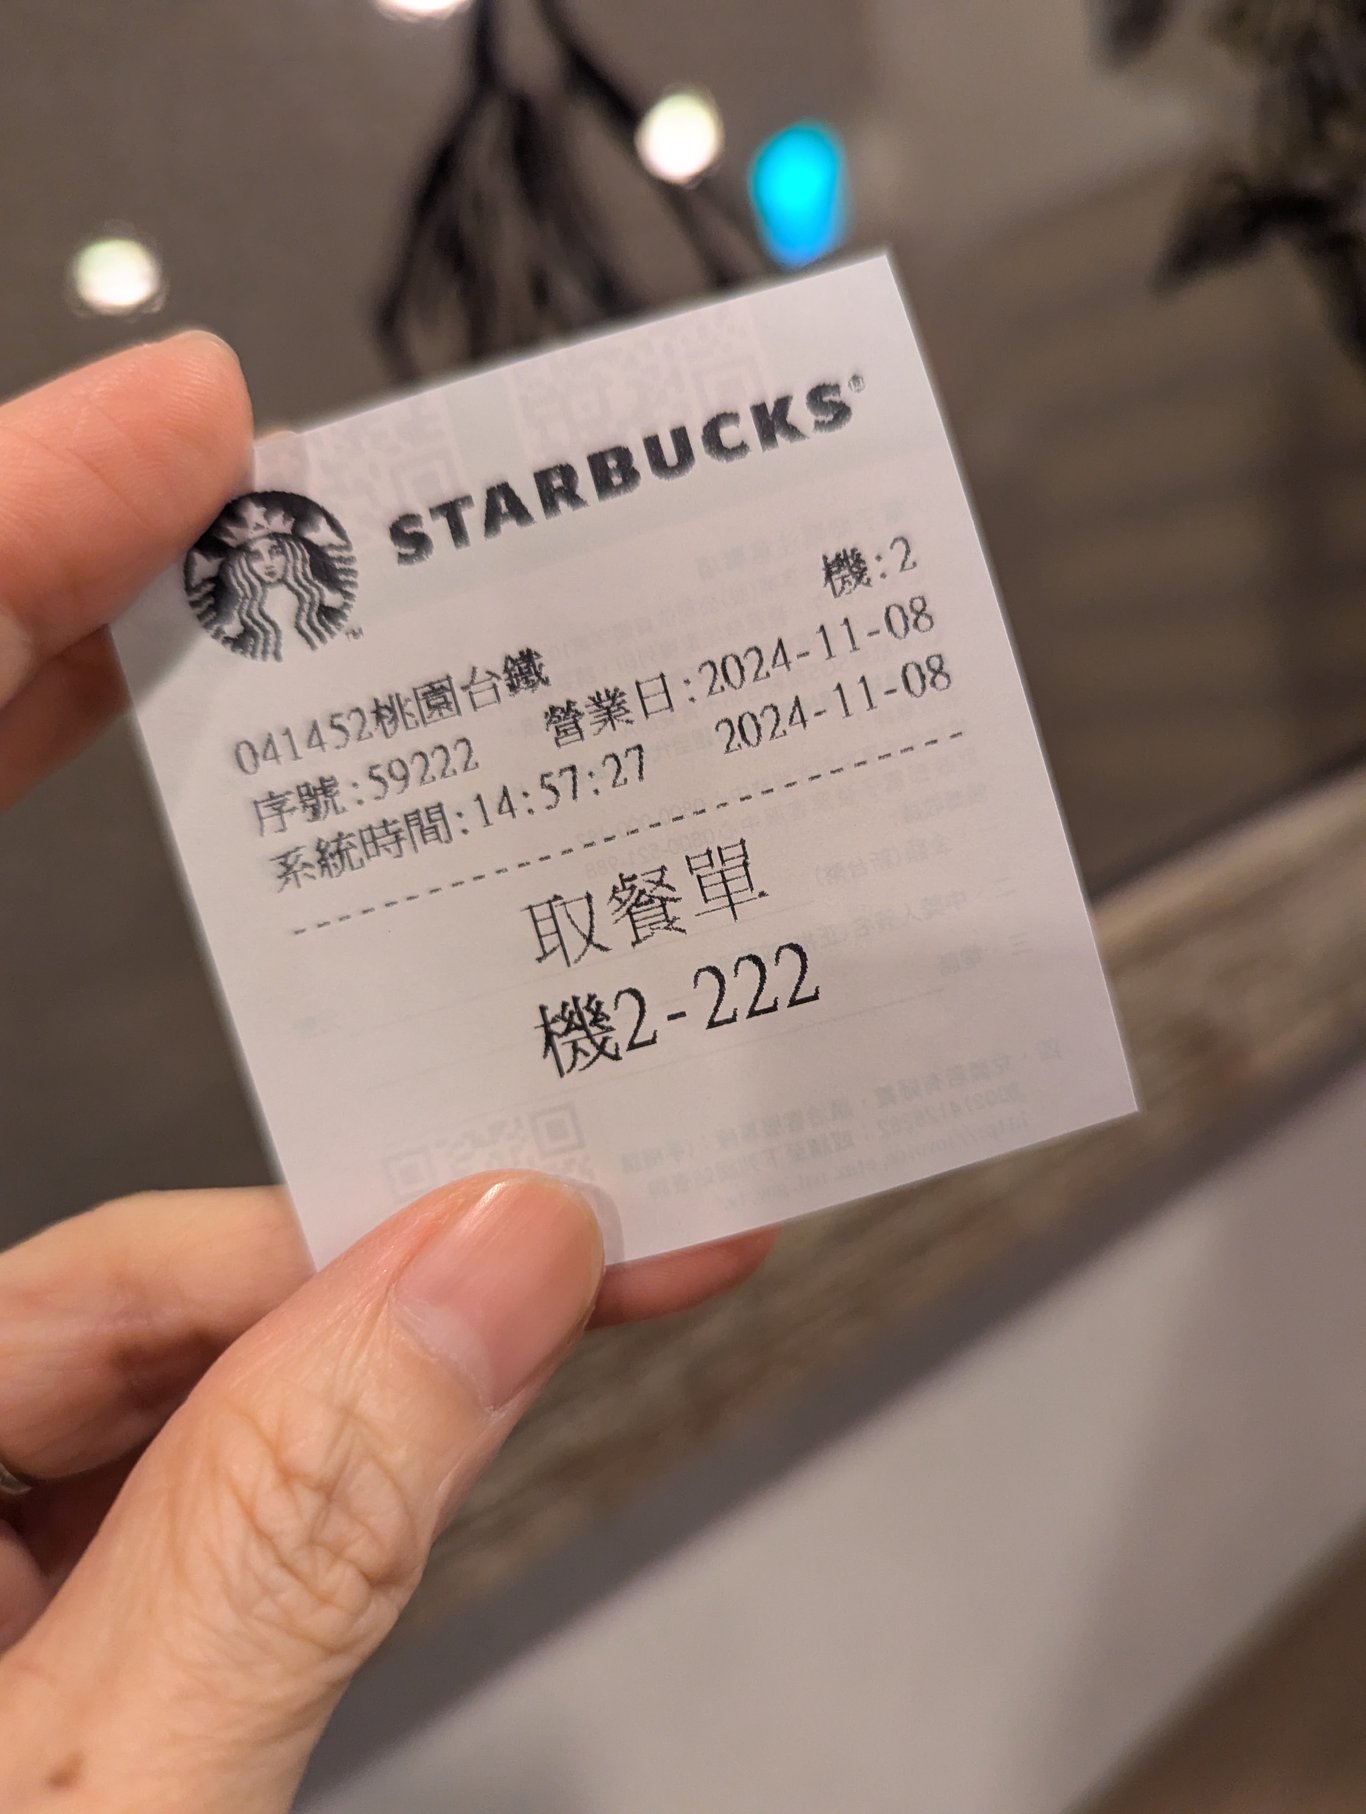 STARBUCKS®
TM
機:2
041452桃園台鐵
序號:59222 營業日:2024-11-08
系統時間:14:57:27 2024-11-08
--------------------------------
取餐單
機2-222